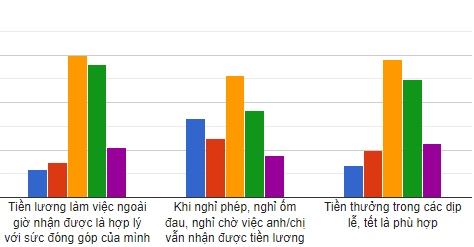 Tiền lương làm việc ngoài
giờ nhận được là hợp lý
với sức đóng góp của mình
Khi nghỉ phép, nghỉ ốm
đau, nghỉ chờ việc anh/chị
vẫn nhận được tiền lương
Tiền thưởng trong các dịp
lễ, tết là phù hợp